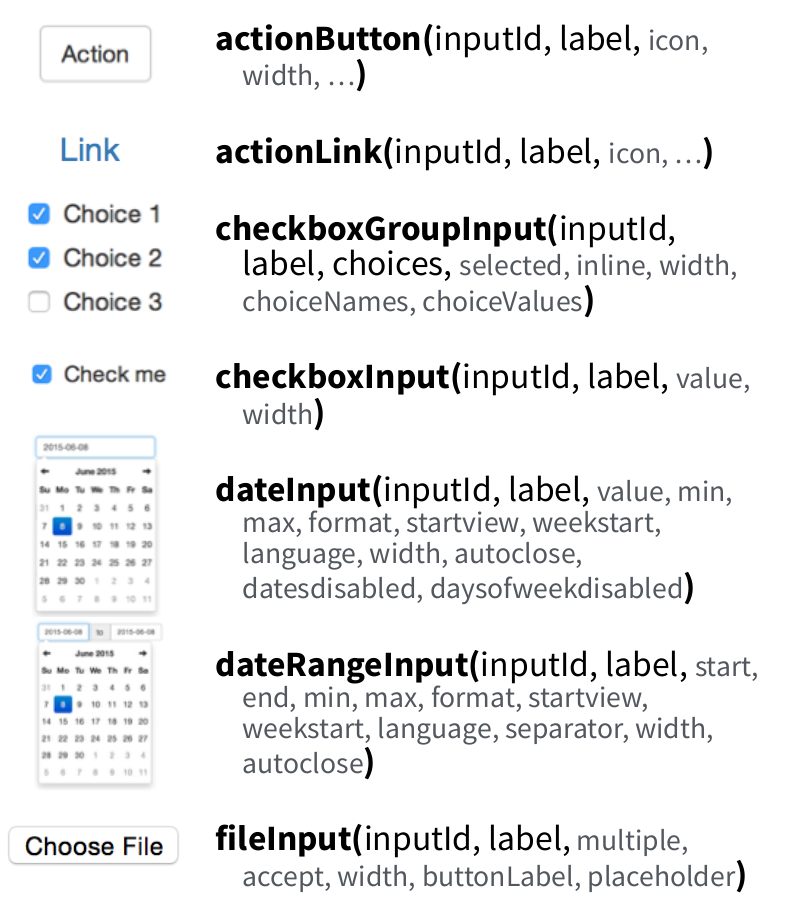 Action
actionButton(inputId, label, icon,
width, …)
Link
actionLink(inputId, label, icon, …)
Choice 1
Choice 2
Choice 3
checkboxGroupInput(inputId,
label, choices, selected, inline, width,
choiceNames, choiceValues)
Check me
checkboxInput(inputId, label, value,
width)
2015-06-08
June 2015
Su Mo Tu We Th Fr Sa
31 1 2 3 4 5 6
7 8 9 10 11 12 13
14 15 16 17 18 19 20
21 22 23 24 25 26 27
28 29 30 1 2 3 4
5 6 7 8 9 10 11
dateInput(inputId, label, value, min,
max, format, startview, weekstart,
language, width, autoclose,
datesdisabled, daysofweekdisabled)
2015-06-08 to 2015-06-08
June 2015
Su Mo Tu We Th Fr Sa
31 1 2 3 4 5 6
7 8 9 10 11 12 13
14 15 16 17 18 19 20
21 22 23 24 25 26 27
28 29 30 1 2 3 4
5 6 7 8 9 10 11
dateRangeInput(inputId, label, start,
end, min, max, format, startview,
weekstart, language, separator, width,
autoclose)
Choose File
fileInput(inputId, label, multiple,
accept, width, buttonLabel, placeholder)